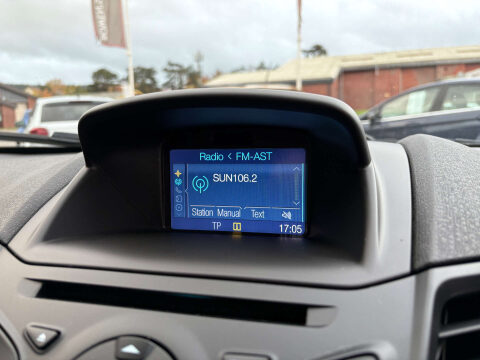 Radio < FM-AST
SUN106.2
Station Manual Text
TP 17:05